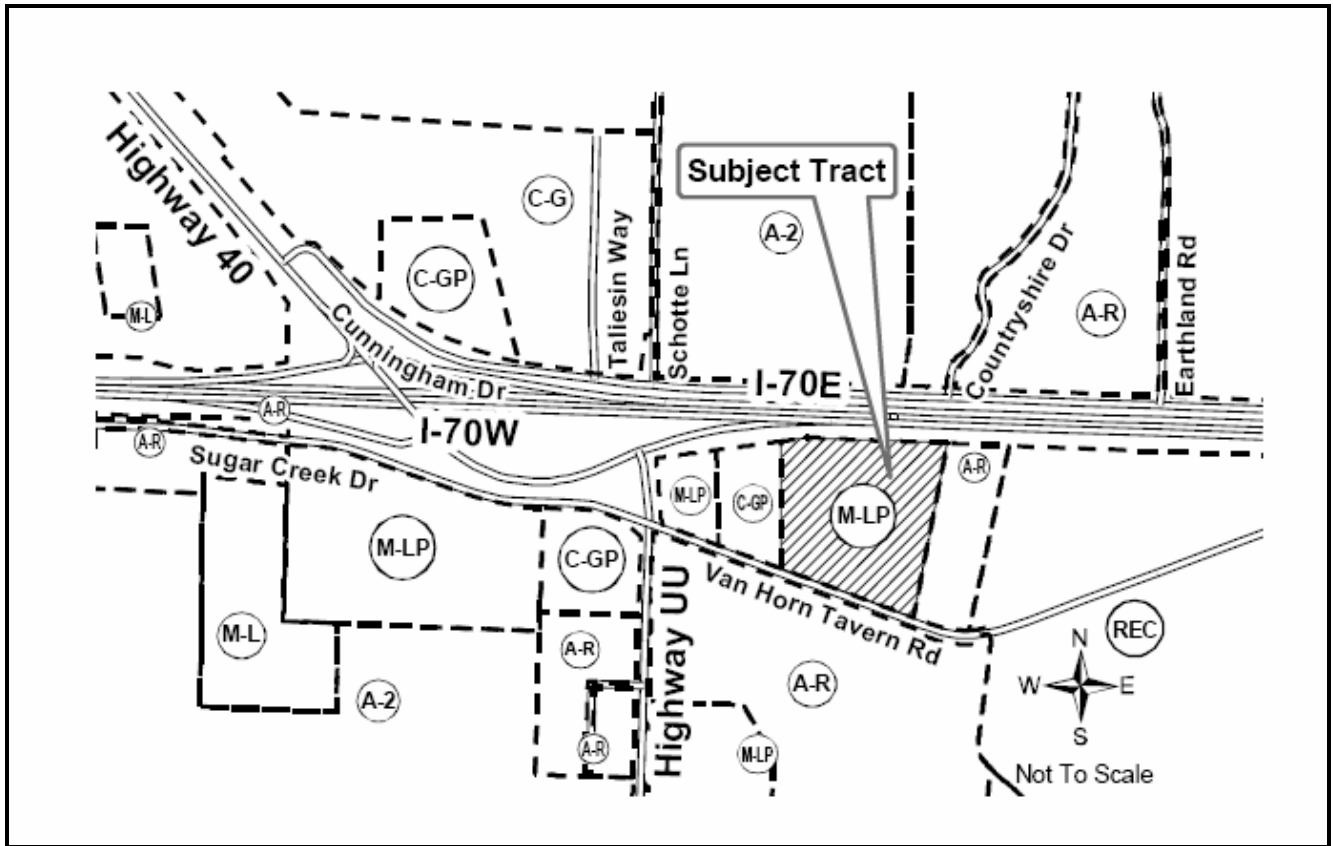 Highway 40
M-L
C-GP
C-G
Taliesin Way
Schotte Ln
Subject Tract
A-2
Countryshire Dr
A-R
Earthland Rd
Cunningham Dr
I-70E
A-R
I-70W
A-R
Sugar Creek Dr
M-LP
C-GP
M-LP
A-R
M-LP
C-GP
Van Horn Tavern Rd
M-L
A-R
A-2
A-R
Highway UU
A-R
M-LP
REC
N
W
E
S
Not To Scale